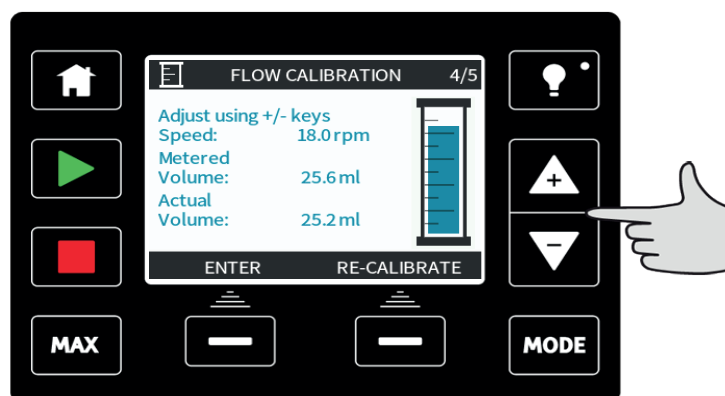 FLOW CALIBRATION 4/5
Adjust using +/- keys
Speed: 18.0 rpm
Metered
Volume: 25.6 ml
Actual
Volume: 25.2 ml
ENTER RE-CALIBRATE
+
−
MAX
MODE